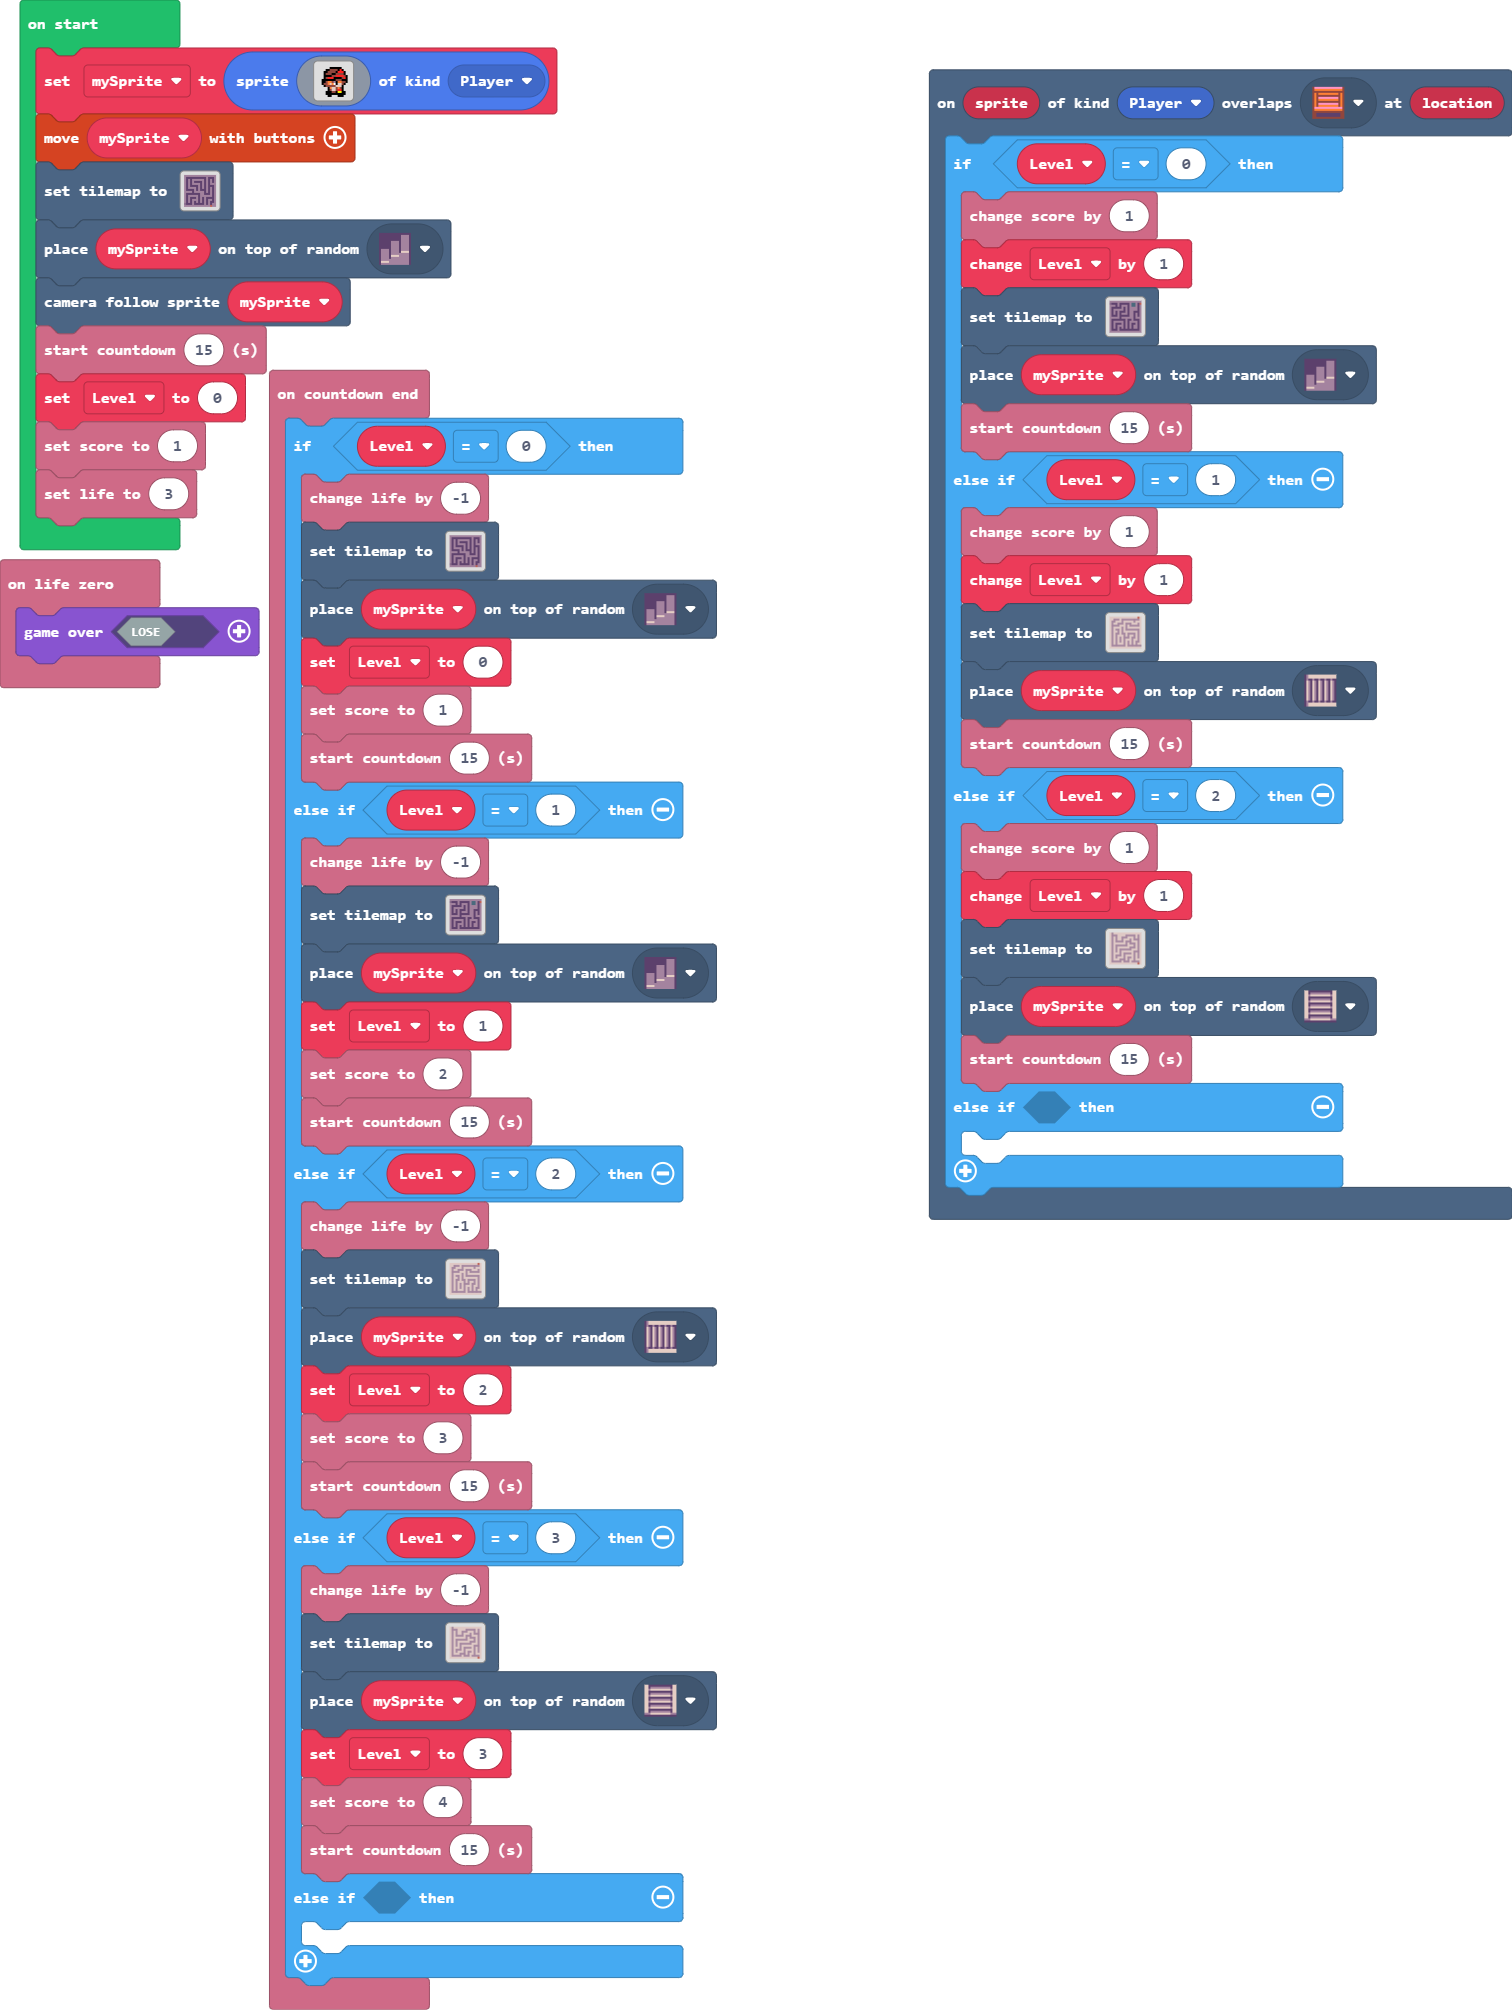 on start
set mySprite to sprite of kind Player
move mySprite with buttons
set tilemap to
place mySprite on top of random
camera follow sprite mySprite
start countdown 15 (s)
set Level to 0
set score to 1
set life to 3
on life zero
game over LOSE
on countdown end
if Level = 0 then
change life by -1
set tilemap to
place mySprite on top of random
set Level to 0
set score to 1
start countdown 15 (s)
else if Level = 1 then
change life by -1
set tilemap to
place mySprite on top of random
set Level to 1
set score to 2
start countdown 15 (s)
else if Level = 2 then
change life by -1
set tilemap to
place mySprite on top of random
set Level to 2
set score to 3
start countdown 15 (s)
else if Level = 3 then
change life by -1
set tilemap to
place mySprite on top of random
set Level to 3
set score to 4
start countdown 15 (s)
else if then
on sprite of kind Player overlaps at location
if Level = 0 then
change score by 1
change Level by 1
set tilemap to
place mySprite on top of random
start countdown 15 (s)
else if Level = 1 then
change score by 1
change Level by 1
set tilemap to
place mySprite on top of random
start countdown 15 (s)
else if Level = 2 then
change score by 1
change Level by 1
set tilemap to
place mySprite on top of random
start countdown 15 (s)
else if then